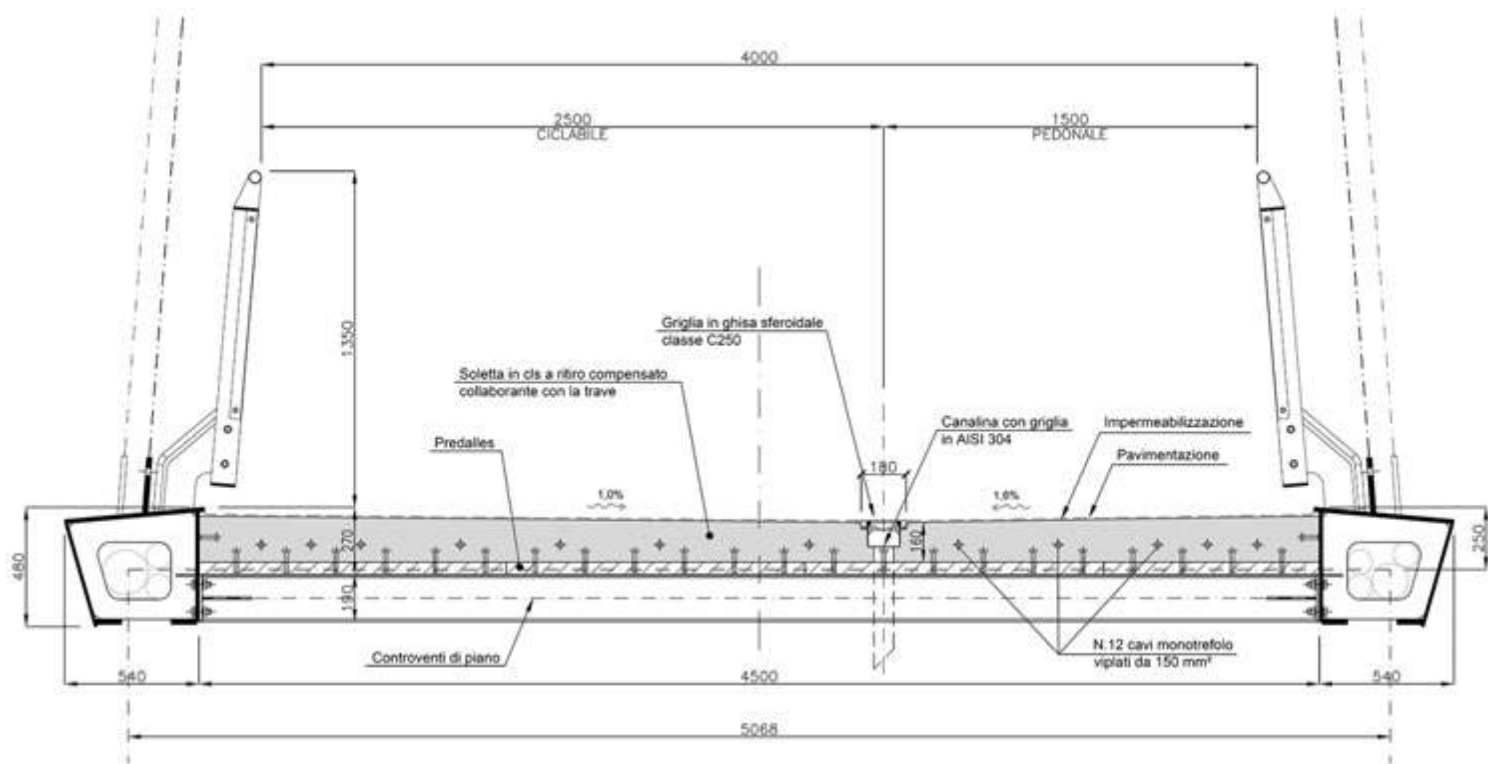 4000
2500
CICLABILE
1500
PEDONALE
1350
Griglia in ghisa sferoidale
classe C250
Soletta in cls a ritiro compensato
collaborante con la trave
Predalles
Canalina con griglia
in AISI 304
Impermeabilizzazione
Pavimentazione
180
1,0%
1,6%
480
270
160
250
190
Controventi di piano
N.12 cavi monotrefolo
viplati da 150 mm²
540
4500
540
5068